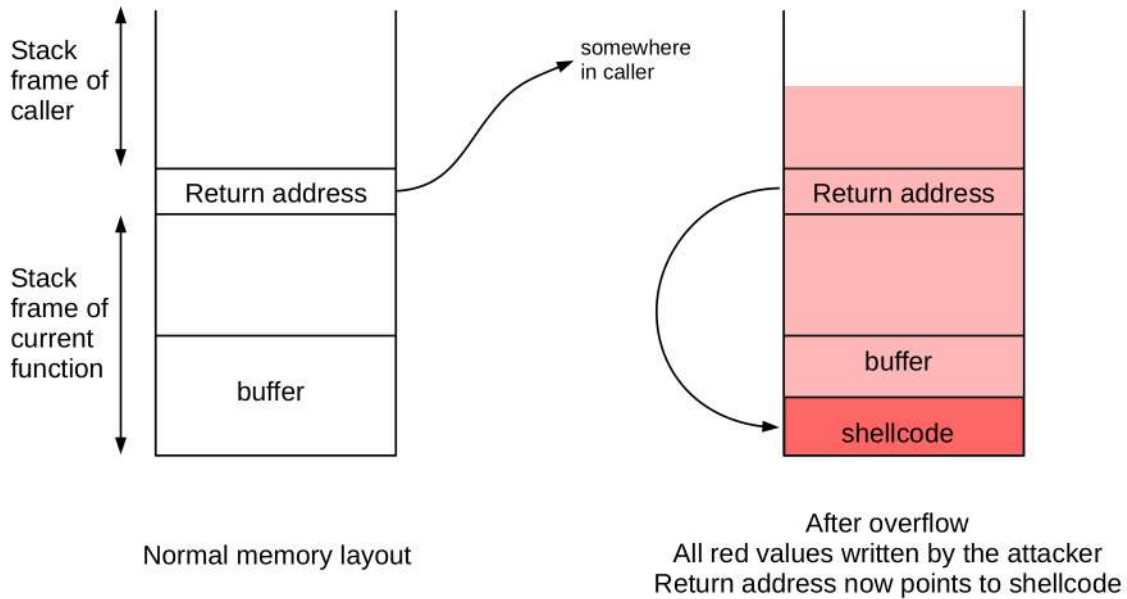 Stack
frame of
caller
Return address
Stack
frame of
current
function
buffer
somewhere
in caller
Normal memory layout
Return address
buffer
shellcode
After overflow
All red values written by the attacker
Return address now points to shellcode